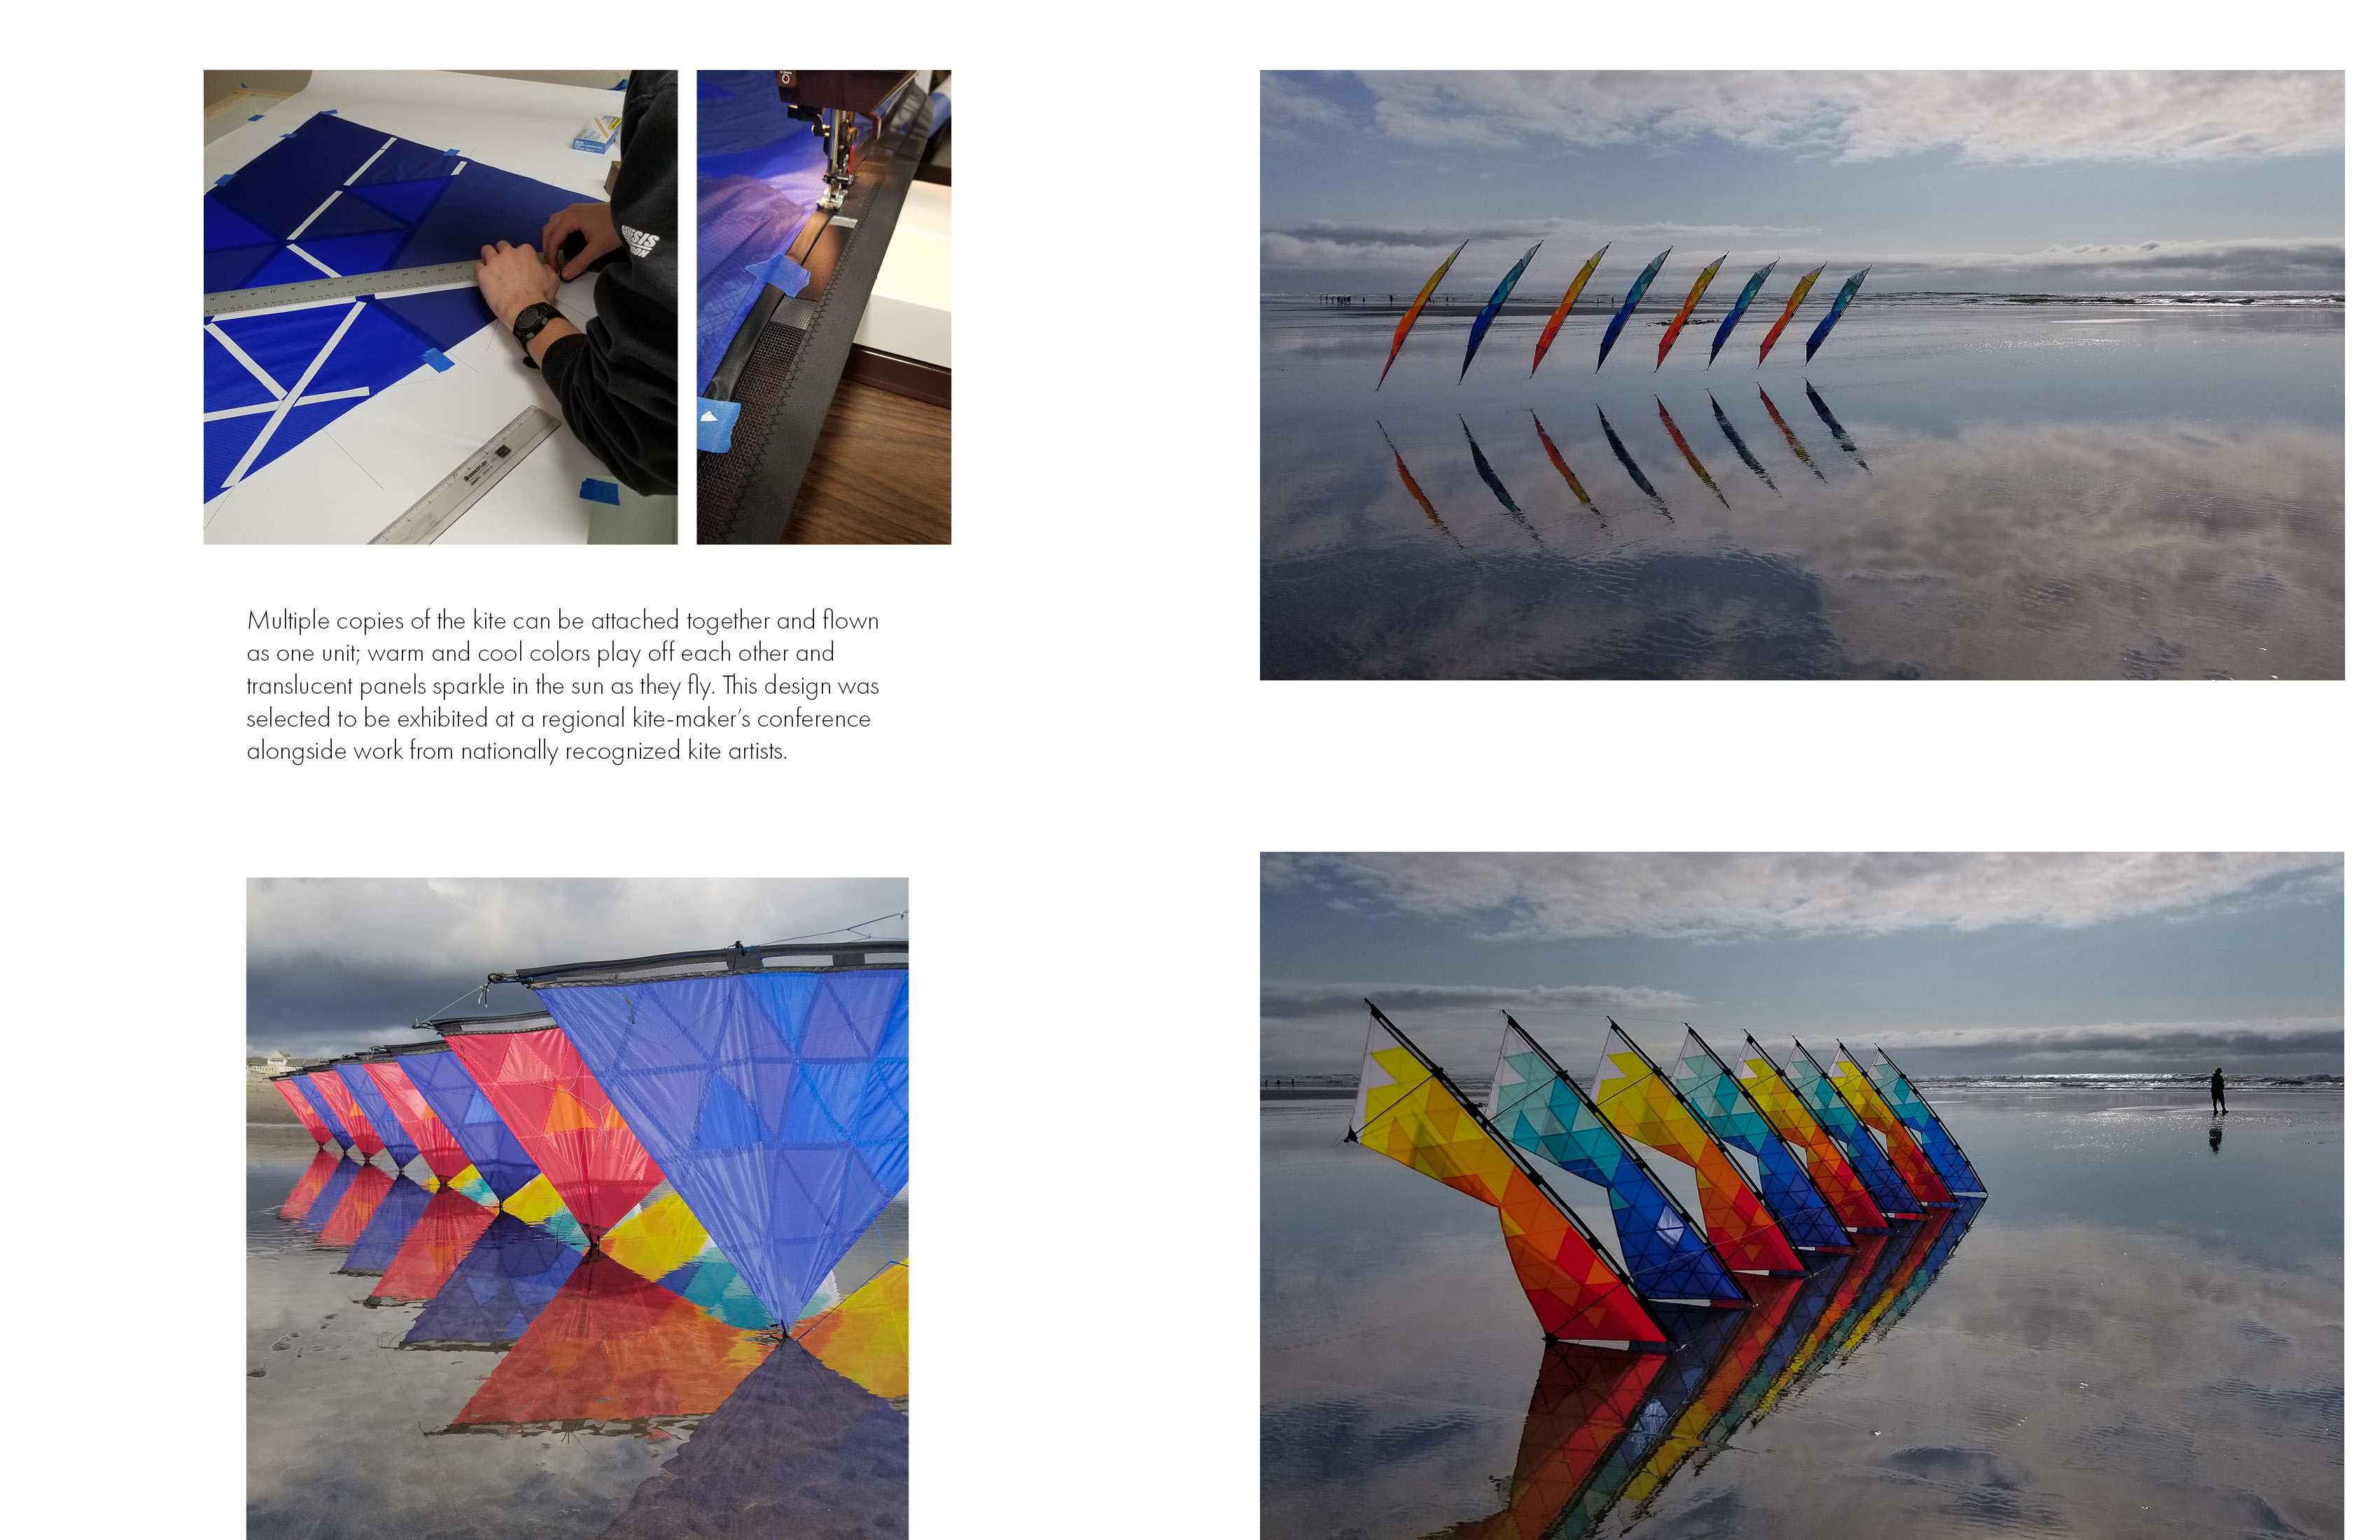 Multiple copies of the kite can be attached together and flown
as one unit; warm and cool colors play off each other and
translucent panels sparkle in the sun as they fly. This design was
selected to be exhibited at a regional kite-maker’s conference
alongside work from nationally recognized kite artists.